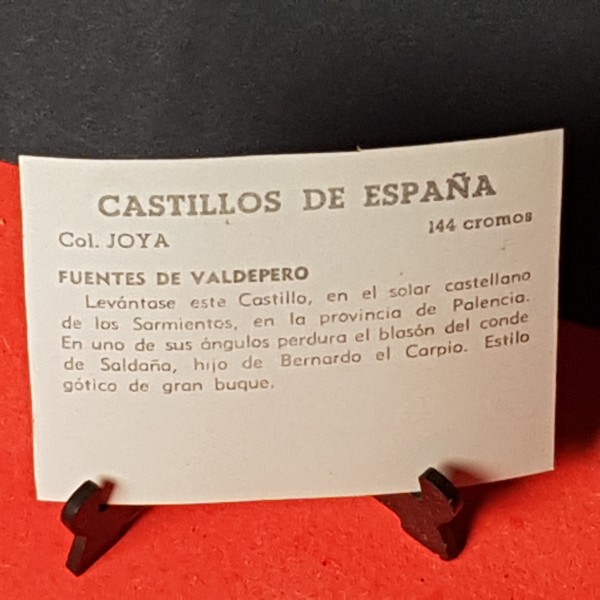 CASTILLOS DE ESPAÑA
Col. JOYA
144 cromos
FUENTES DE VALDEPERO
Levántase este Castillo, en el solar castellano
de los Sarmientos, en la provincia de Palencia.
En uno de sus ángulos perdura el blasón del conde
de Saldaña, hijo de Bernardo el Carpio. Estilo
gótico de gran buque.